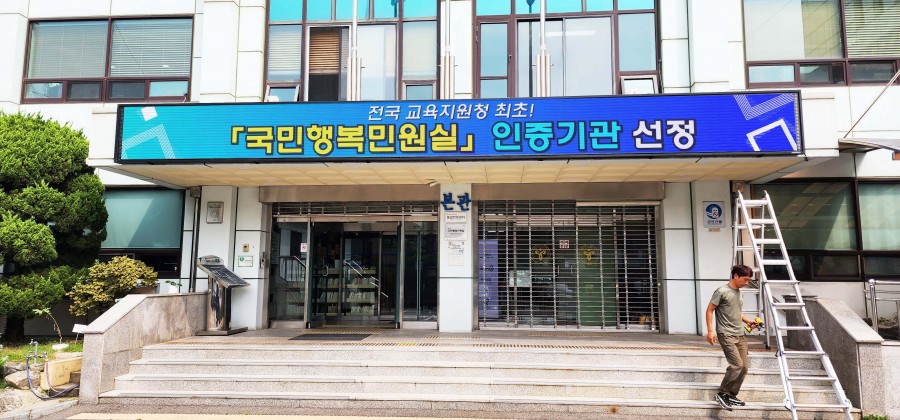 전국 교육지원청 최초!
「국민행복민원실」 인증기관 선정
본관